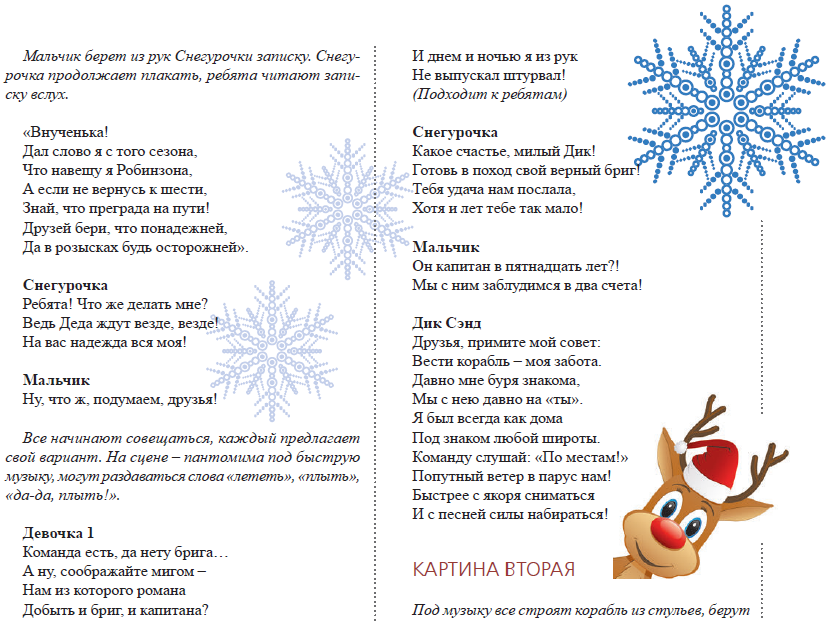 Мальчик берет из рук Снегурочки записку. Снегу-
рочка продолжает плакать, ребята читают запи-
ску вслух.
«Внученька!
Дал слово я с того сезона,
Что навещу я Робинзона,
А если не вернусь к шести,
Знай, что преграда на пути!
Друзей бери, что понадежней,
Да в розысках будь осторожней».
Снегурочка
Ребята! Что же делать мне?
Ведь Деда ждут везде, везде!
На вас надежда вся моя!
Мальчик
Ну, что ж, подумаем, друзья!
Все начинают совещаться, каждый предлагает
свой вариант. На сцене – пантомима под быструю
музыку, могут раздаваться слова «лететь», «плыть»,
«да-да, плыть!».
Девочка 1
Команда есть, да нету брига…
А ну, соображайте мигом –
Нам из которого романа
Добыть и бриг, и капитана?
И днем и ночью я из рук
Не выпускал штурвал!
(Подходит к ребятам)
Снегурочка
Какое счастье, милый Дик!
Готовь в поход свой верный бриг!
Тебя удача нам послала,
Хотя и лет тебе так мало!
Мальчик
Он капитан в пятнадцать лет?!
Мы с ним заблудимся в два счета!
Дик Сэнд
Друзья, примите мой совет:
Вести корабль – моя забота.
Давно мне буря знакома,
Мы с нею давно на «ты».
Я был всегда как дома
Под знаком любой широты.
Команду слушай: «По местам!»
Попутный ветер в парус нам!
Быстрее с якоря сниматься
И с песней силы набираться!
КАРТИНА ВТОРАЯ
Под музыку все строят корабль из стульев, берут